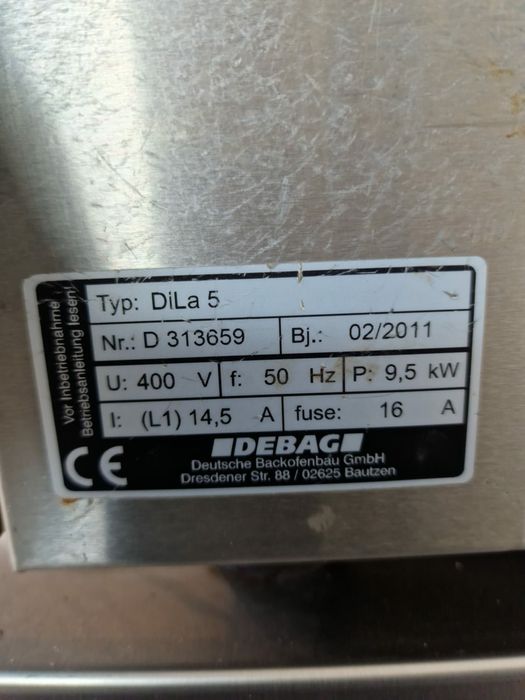 Vor Inbetriebnahme
Betriebsanleitung lesen!
Typ: DiLa 5
Nr.: D 313659 Bj.: 02/2011
U: 400 V f: 50 Hz P: 9,5 kW
I: (L1) 14,5 A fuse: 16 A
CE
DEBAG
Deutsche Backofenbau GmbH
Dresdener Str. 88 / 02625 Bautzen